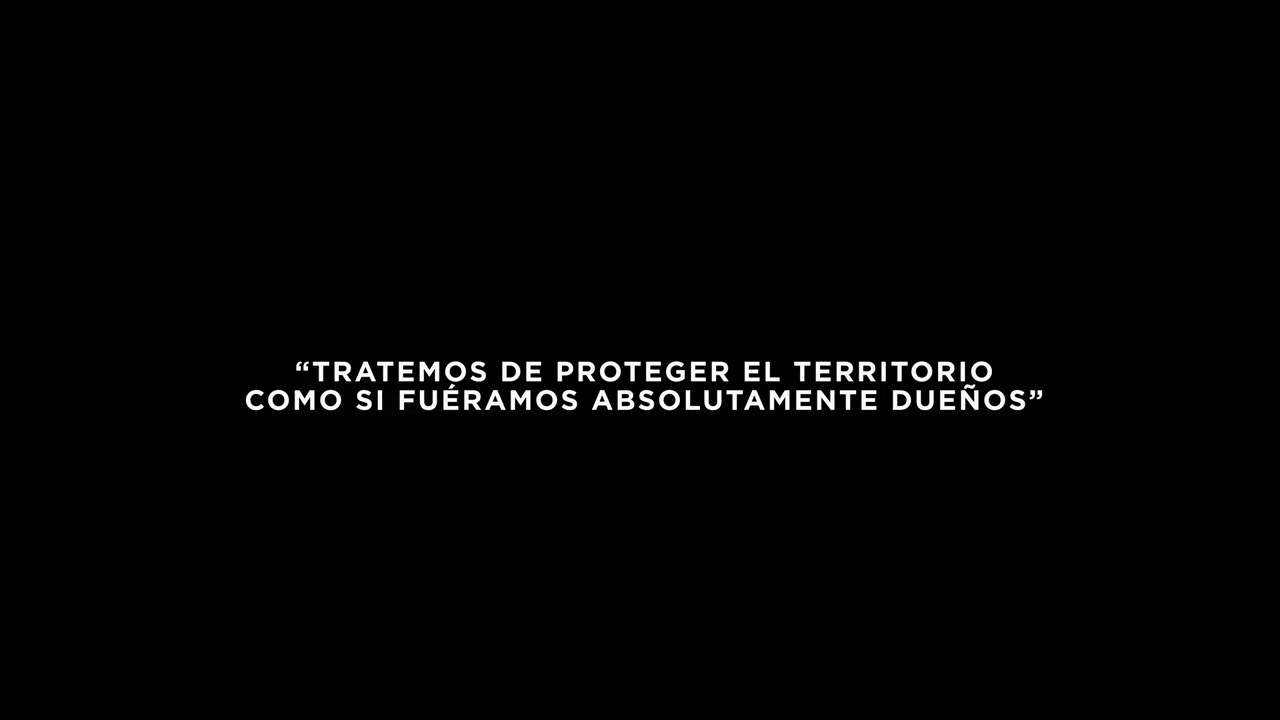 “TRATEMOS DE PROTEGER EL TERRITORIO
COMO SI FUÉRAMOS ABSOLUTAMENTE DUEÑOS”